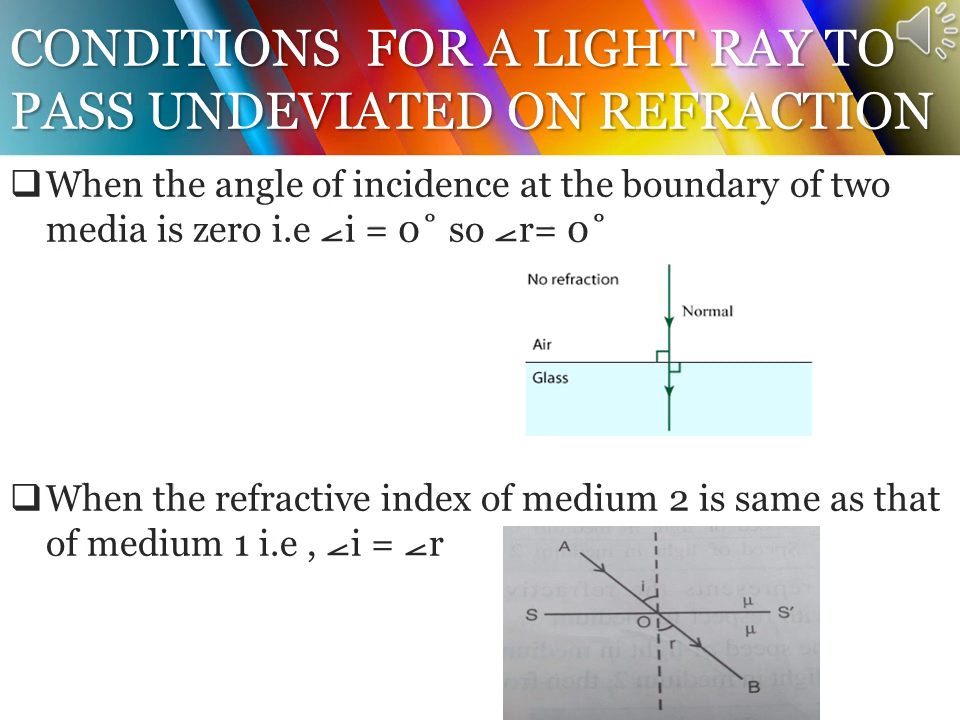 CONDITIONS FOR A LIGHT RAY TO
PASS UNDEVIATED ON REFRACTION
❑When the angle of incidence at the boundary of two
media is zero i.e ∠i = 0˚ so ∠r= 0˚
No refraction
Normal
Air
Glass
❑When the refractive index of medium 2 is same as that
of medium 1 i.e , ∠i = ∠r
A
i
μ
S
S'
O
μ
r
B